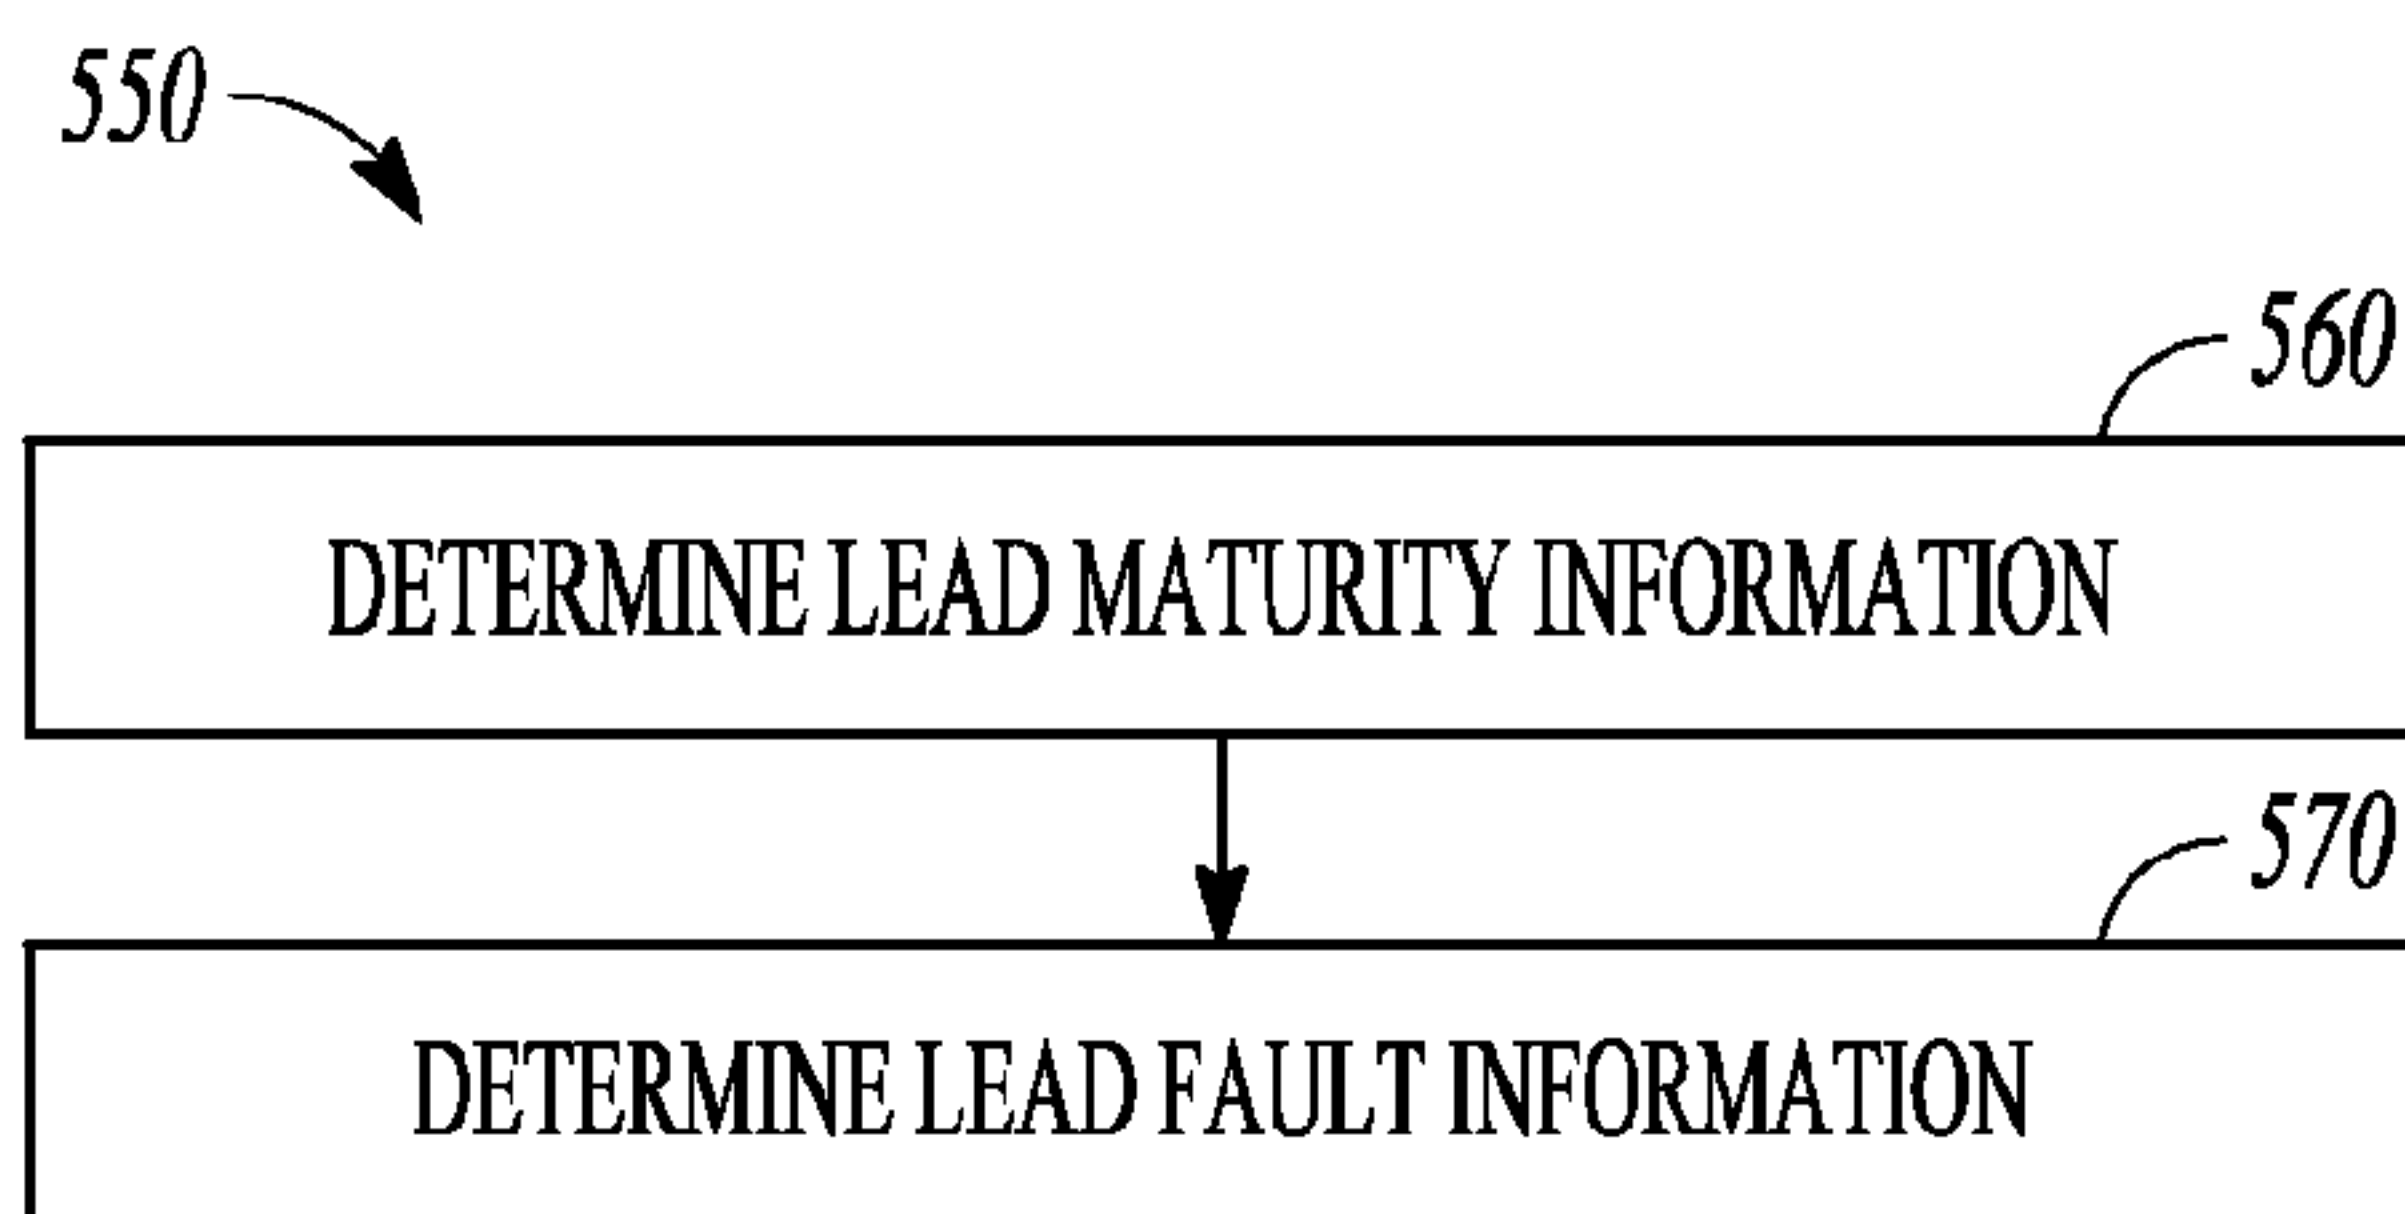 550
560
DETERMINE LEAD MATURITY INFORMATION
570
DETERMINE LEAD FAULT INFORMATION